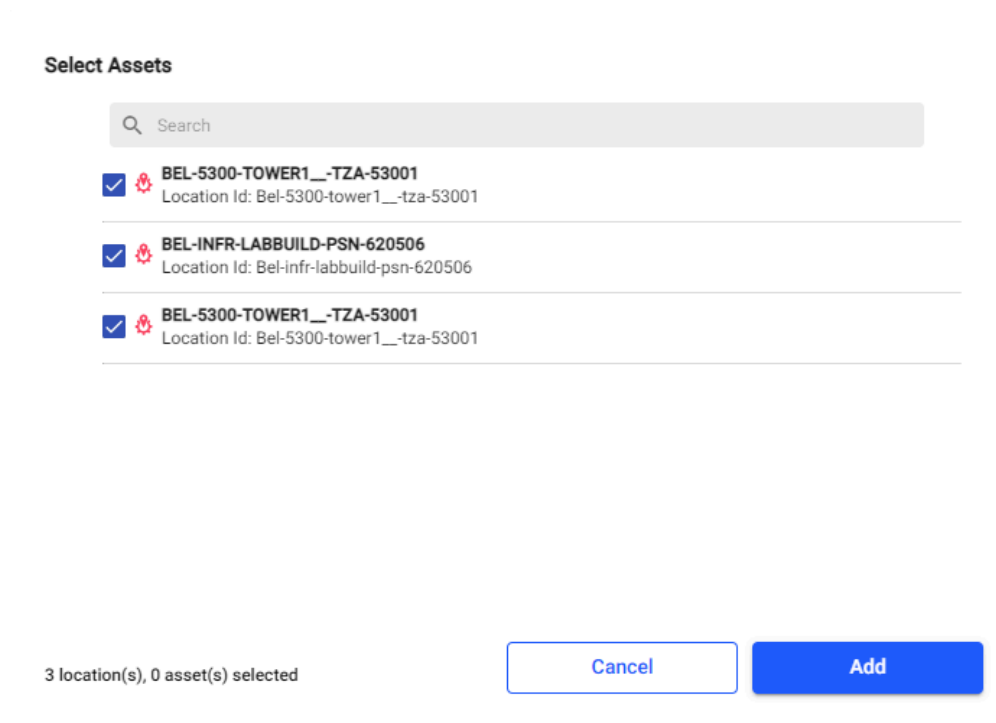 Select Assets
Search
BEL-5300-TOWER1__-TZA-53001
Location Id: Bel-5300-tower1__-tza-53001
BEL-INFR-LABBUILD-PSN-620506
Location Id: Bel-infr-labbuild-psn-620506
BEL-5300-TOWER1__-TZA-53001
Location Id: Bel-5300-tower1__-tza-53001
3 location(s), 0 asset(s) selected
Cancel
Add